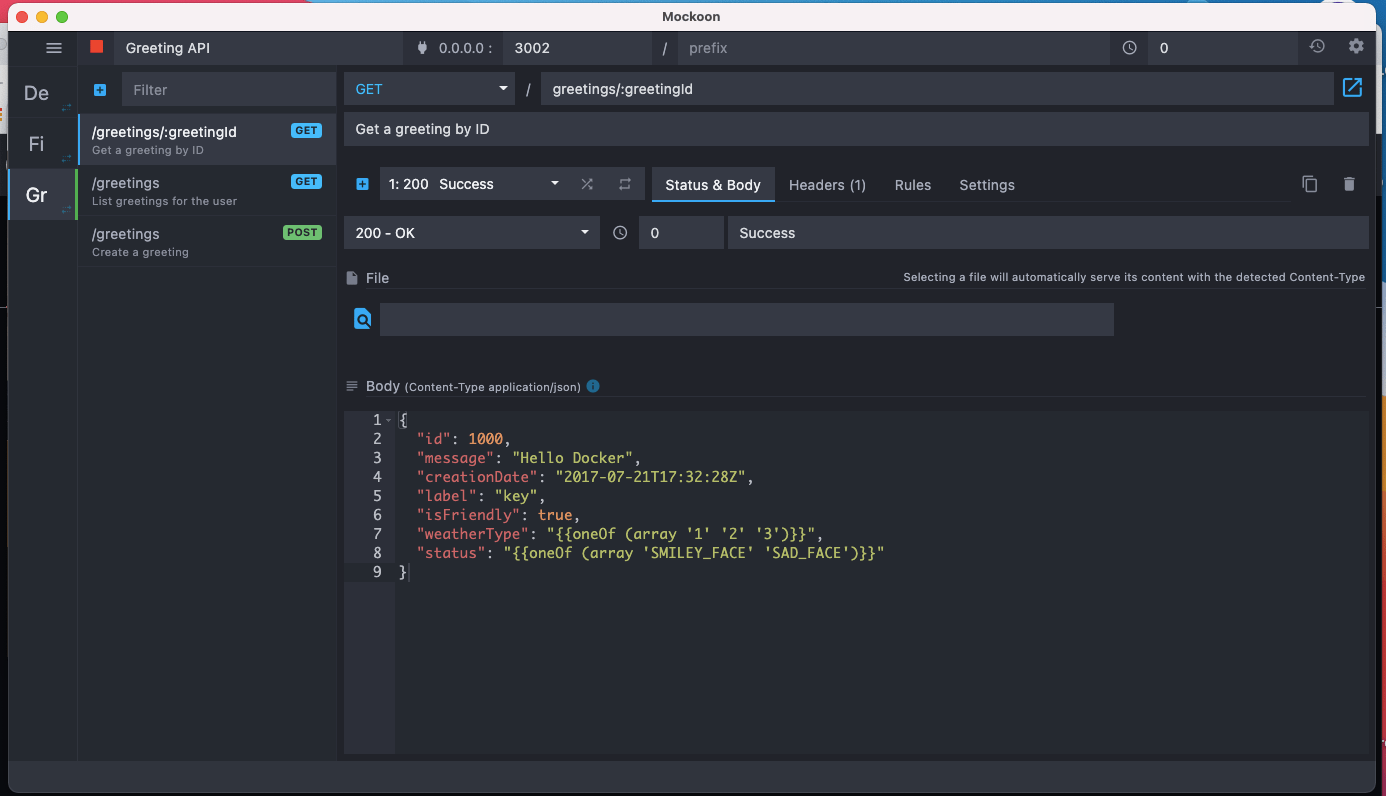 Mockoon
Greeting API
0.0.0.0 :
3002
/
prefix
0
De
Fi
Gr
Filter
/greetings/:greetingId
GET
Get a greeting by ID
/greetings
GET
List greetings for the user
/greetings
POST
Create a greeting
GET
/
greetings/:greetingId
Get a greeting by ID
1: 200 Success
Status & Body
Headers (1)
Rules
Settings
200 - OK
0
Success
File
Selecting a file will automatically serve its content with the detected Content-Type
Body (Content-Type application/json)
1 {
2 "id": 1000,
3 "message": "Hello Docker",
4 "creationDate": "2017-07-21T17:32:28Z",
5 "label": "key",
6 "isFriendly": true,
7 "weatherType": "{{oneOf (array '1' '2' '3')}}",
8 "status": "{{oneOf (array 'SMILEY_FACE' 'SAD_FACE')}}"
9 }